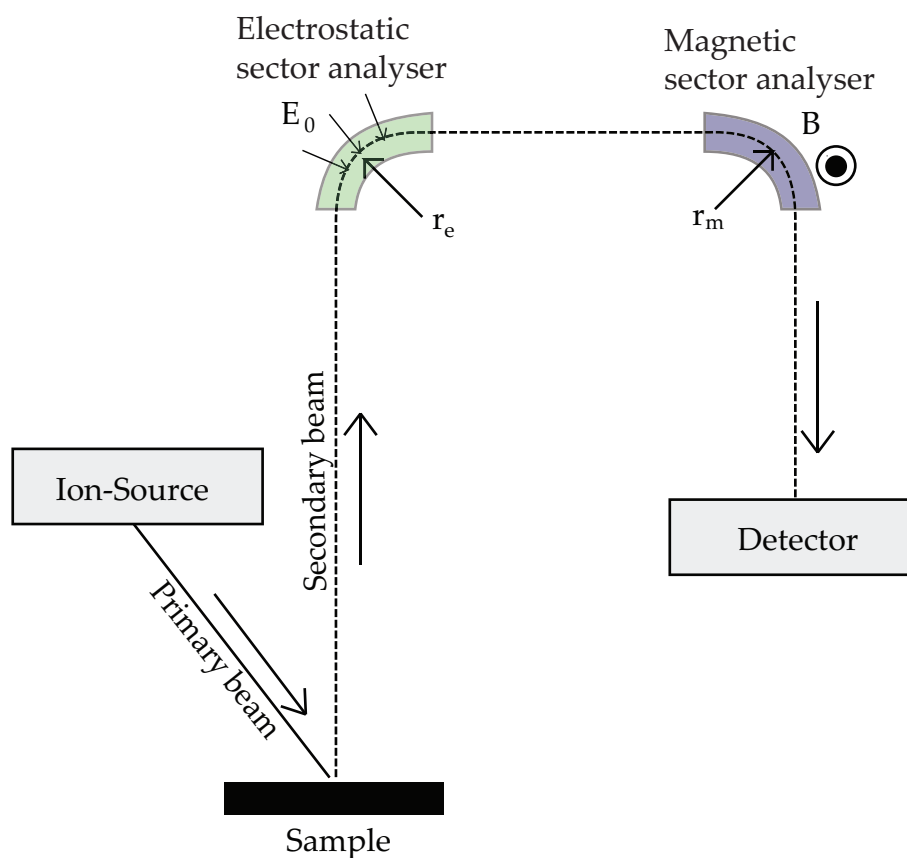 Electrostatic
sector analyser
Magnetic
sector analyser
E0
B
re
rm
Secondary beam
Ion-Source
Primary beam
Detector
Sample